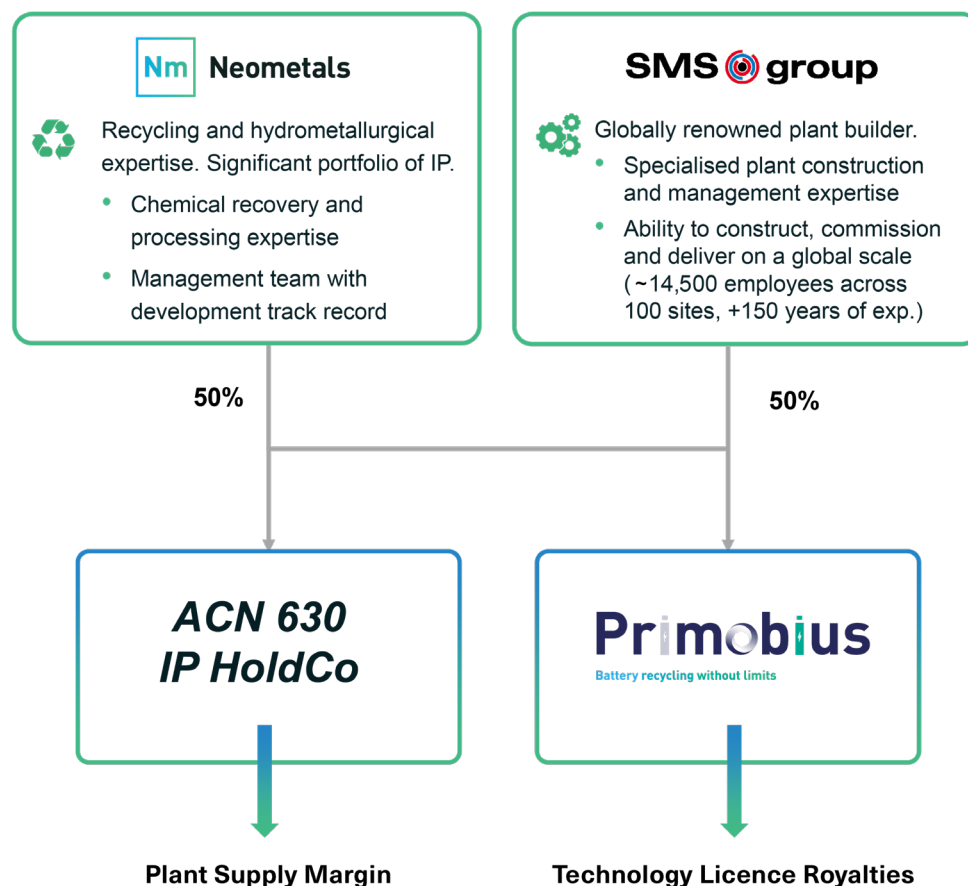 Nm Neometals
Recycling and hydrometallurgical
expertise. Significant portfolio of IP.
• Chemical recovery and
processing expertise
• Management team with
development track record
SMS group
Globally renowned plant builder.
• Specialised plant construction
and management expertise
• Ability to construct, commission
and deliver on a global scale
(~14,500 employees across
100 sites, +150 years of exp.)
50%
50%
ACN 630
IP HoldCo
Primobius
Battery recycling without limits
Plant Supply Margin
Technology Licence Royalties